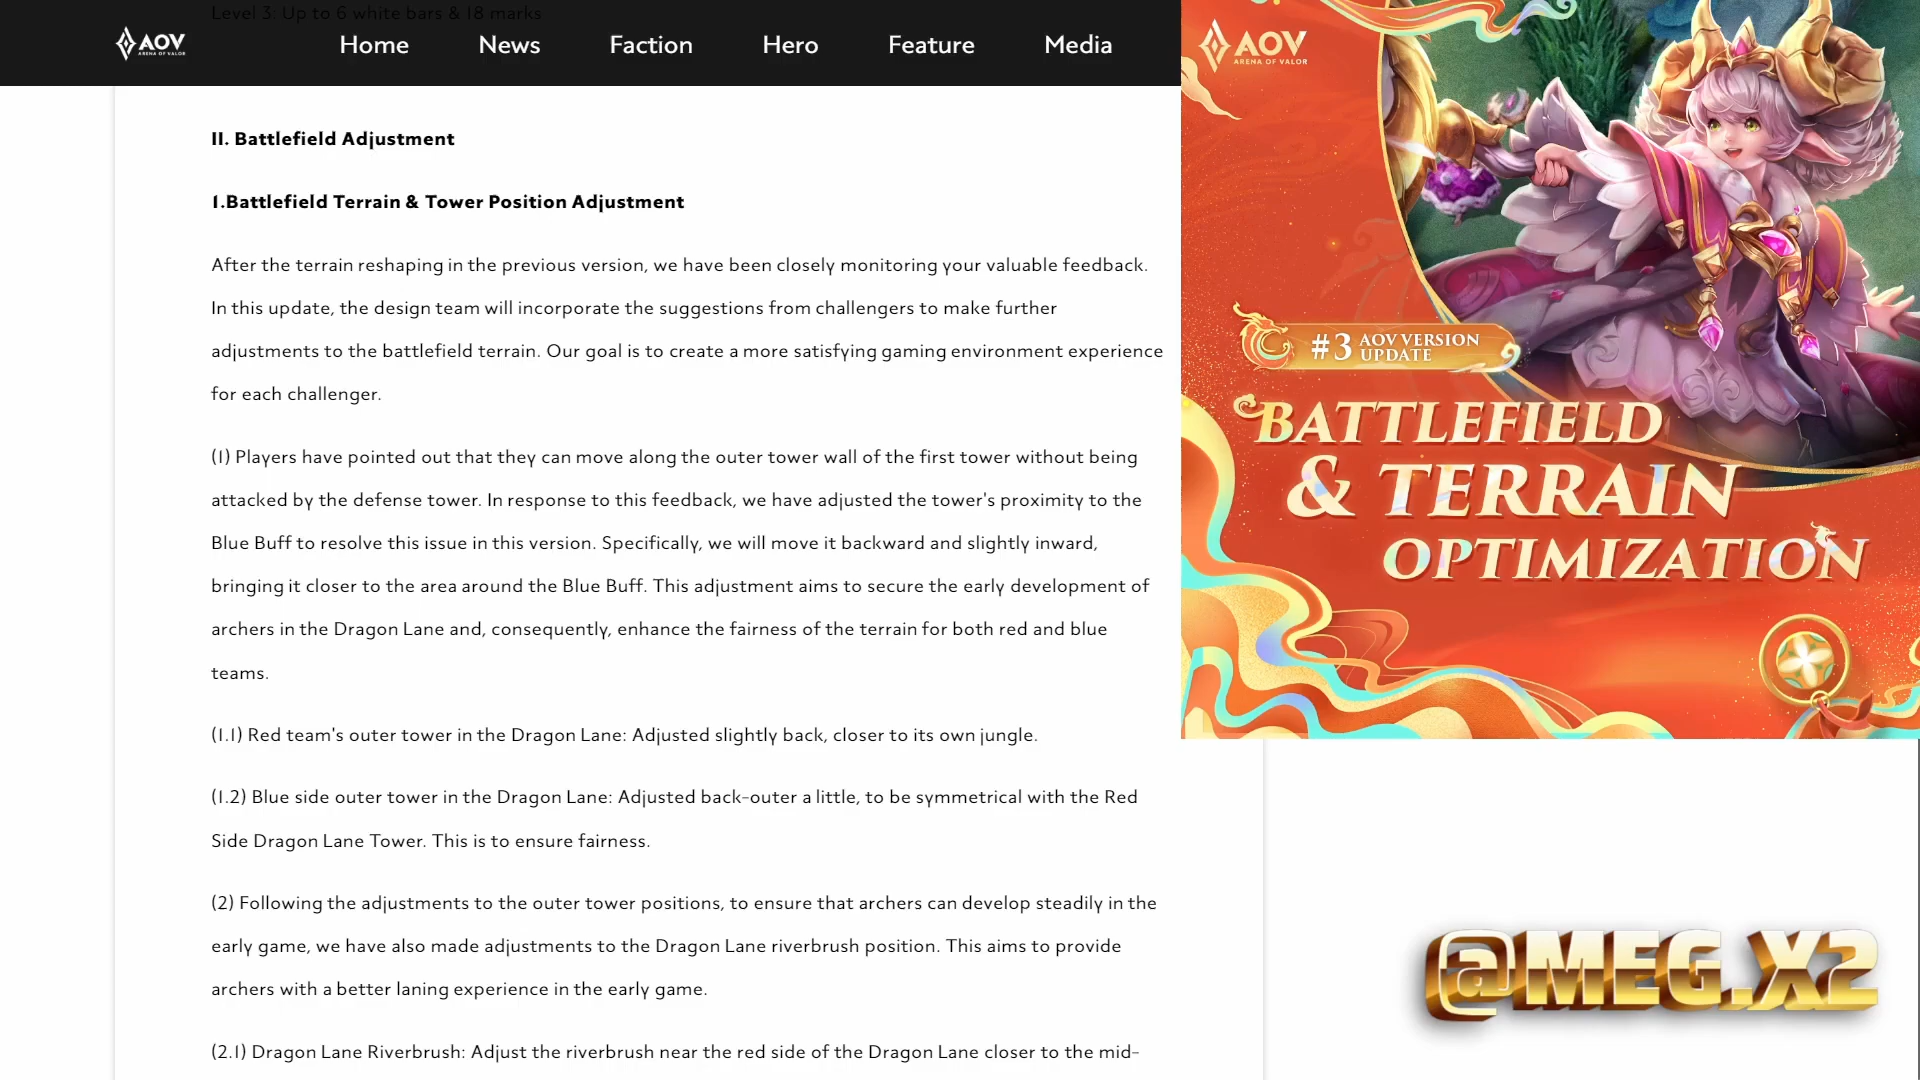 Level 3: Up to 6 white bars & 18 marks
AOV
ARENA OF VALOR
Home
News
Faction
Hero
Feature
Media
II. Battlefield Adjustment
1.Battlefield Terrain & Tower Position Adjustment
After the terrain reshaping in the previous version, we have been closely monitoring your valuable feedback.
In this update, the design team will incorporate the suggestions from challengers to make further
adjustments to the battlefield terrain. Our goal is to create a more satisfying gaming environment experience
for each challenger.
(1) Players have pointed out that they can move along the outer tower wall of the first tower without being
attacked by the defense tower. In response to this feedback, we have adjusted the tower's proximity to the
Blue Buff to resolve this issue in this version. Specifically, we will move it backward and slightly inward,
bringing it closer to the area around the Blue Buff. This adjustment aims to secure the early development of
archers in the Dragon Lane and, consequently, enhance the fairness of the terrain for both red and blue
teams.
(1.1) Red team's outer tower in the Dragon Lane: Adjusted slightly back, closer to its own jungle.
(1.2) Blue side outer tower in the Dragon Lane: Adjusted back-outer a little, to be symmetrical with the Red
Side Dragon Lane Tower. This is to ensure fairness.
(2) Following the adjustments to the outer tower positions, to ensure that archers can develop steadily in the
early game, we have also made adjustments to the Dragon Lane riverbrush position. This aims to provide
archers with a better laning experience in the early game.
(2.1) Dragon Lane Riverbrush: Adjust the riverbrush near the red side of the Dragon Lane closer to the mid-
AOV
ARENA OF VALOR
#3 AOV VERSION
UPDATE
BATTLEFIELD
& TERRAIN
OPTIMIZATION
@MEG.X2